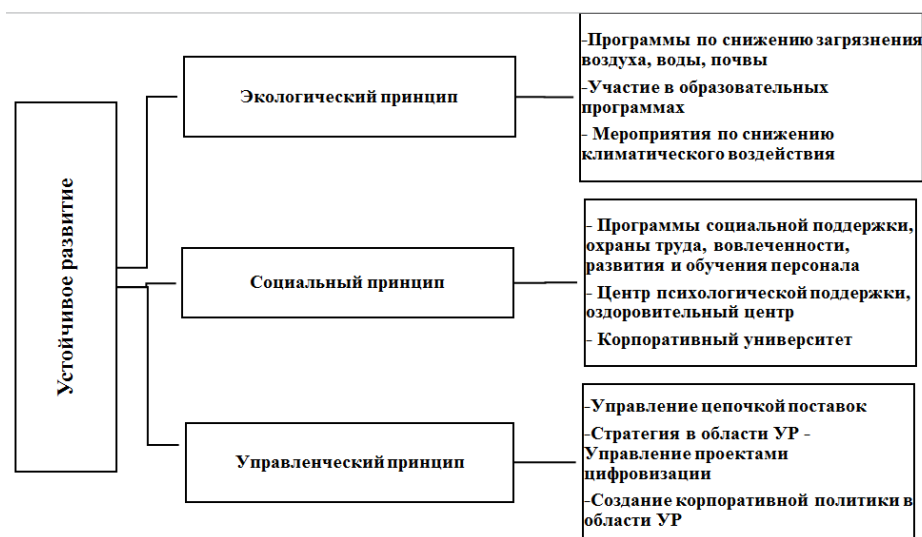 Устойчивое развитие
Экологический принцип
-Программы по снижению загрязнения
воздуха, воды, почвы
-Участие в образовательных
программах
- Мероприятия по снижению
климатического воздействия
Социальный принцип
- Программы социальной поддержки,
охраны труда, вовлеченности,
развития и обучения персонала
- Центр психологической поддержки,
оздоровительный центр
- Корпоративный университет
Управленческий принцип
-Управление цепочкой поставок
-Стратегия в области УР -
Управление проектами
цифровизации
-Создание корпоративной политики в
области УР